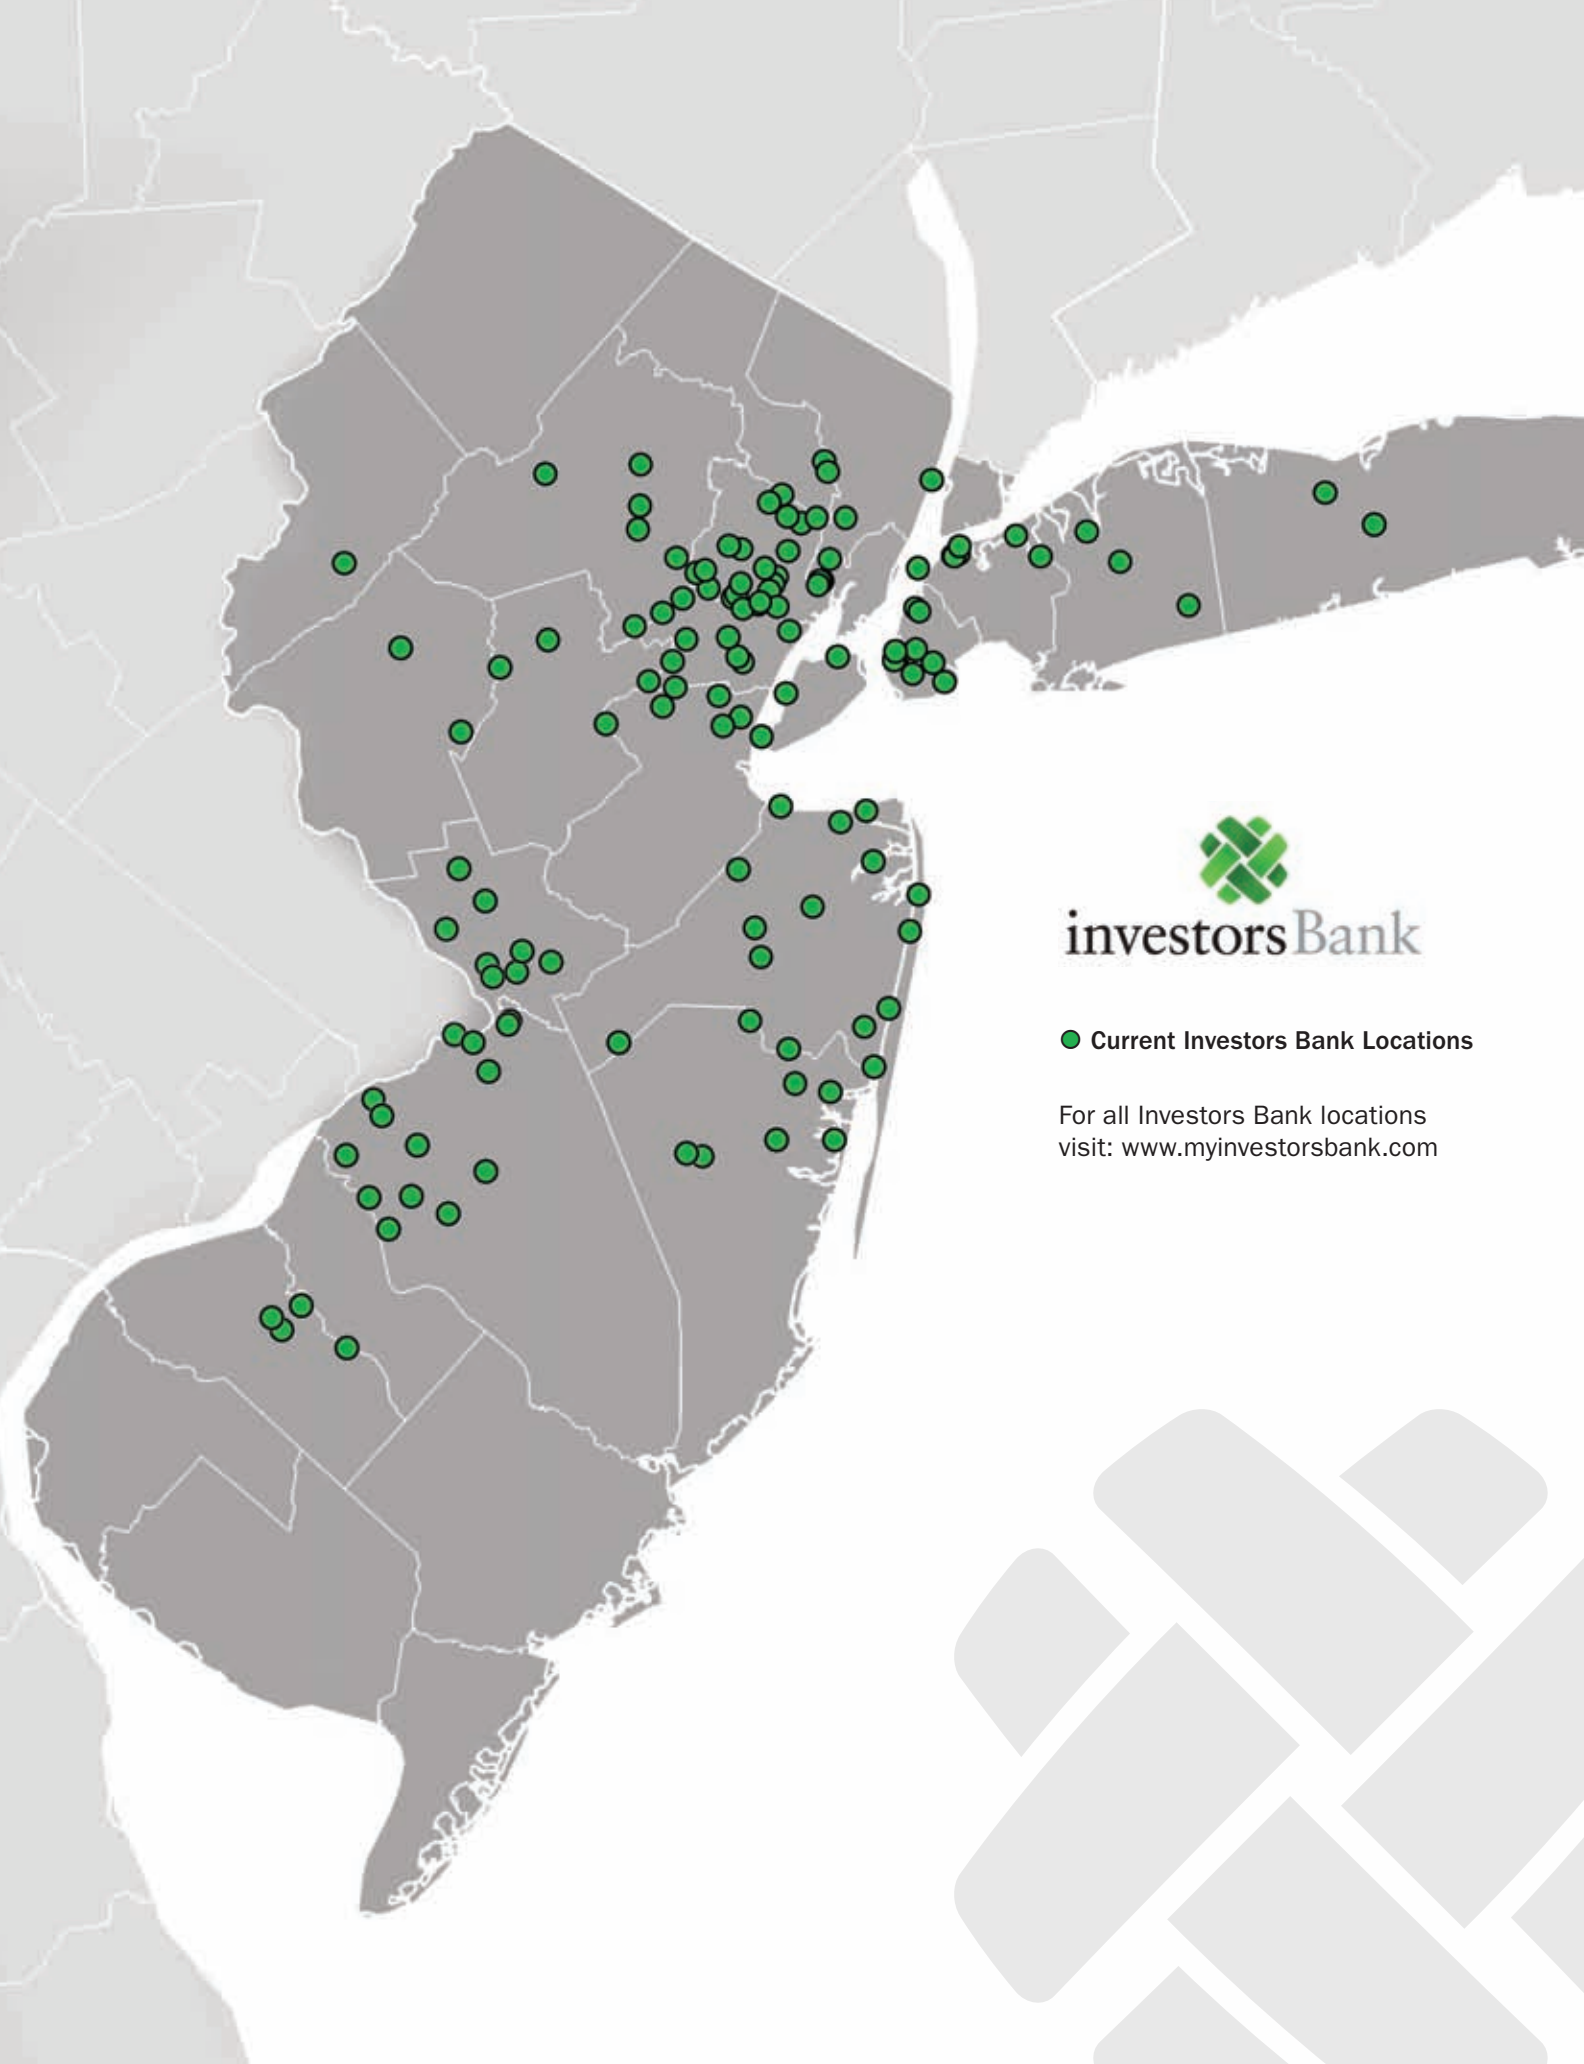 investorsBank
Current Investors Bank Locations
For all Investors Bank locations
visit: www.myinvestorsbank.com